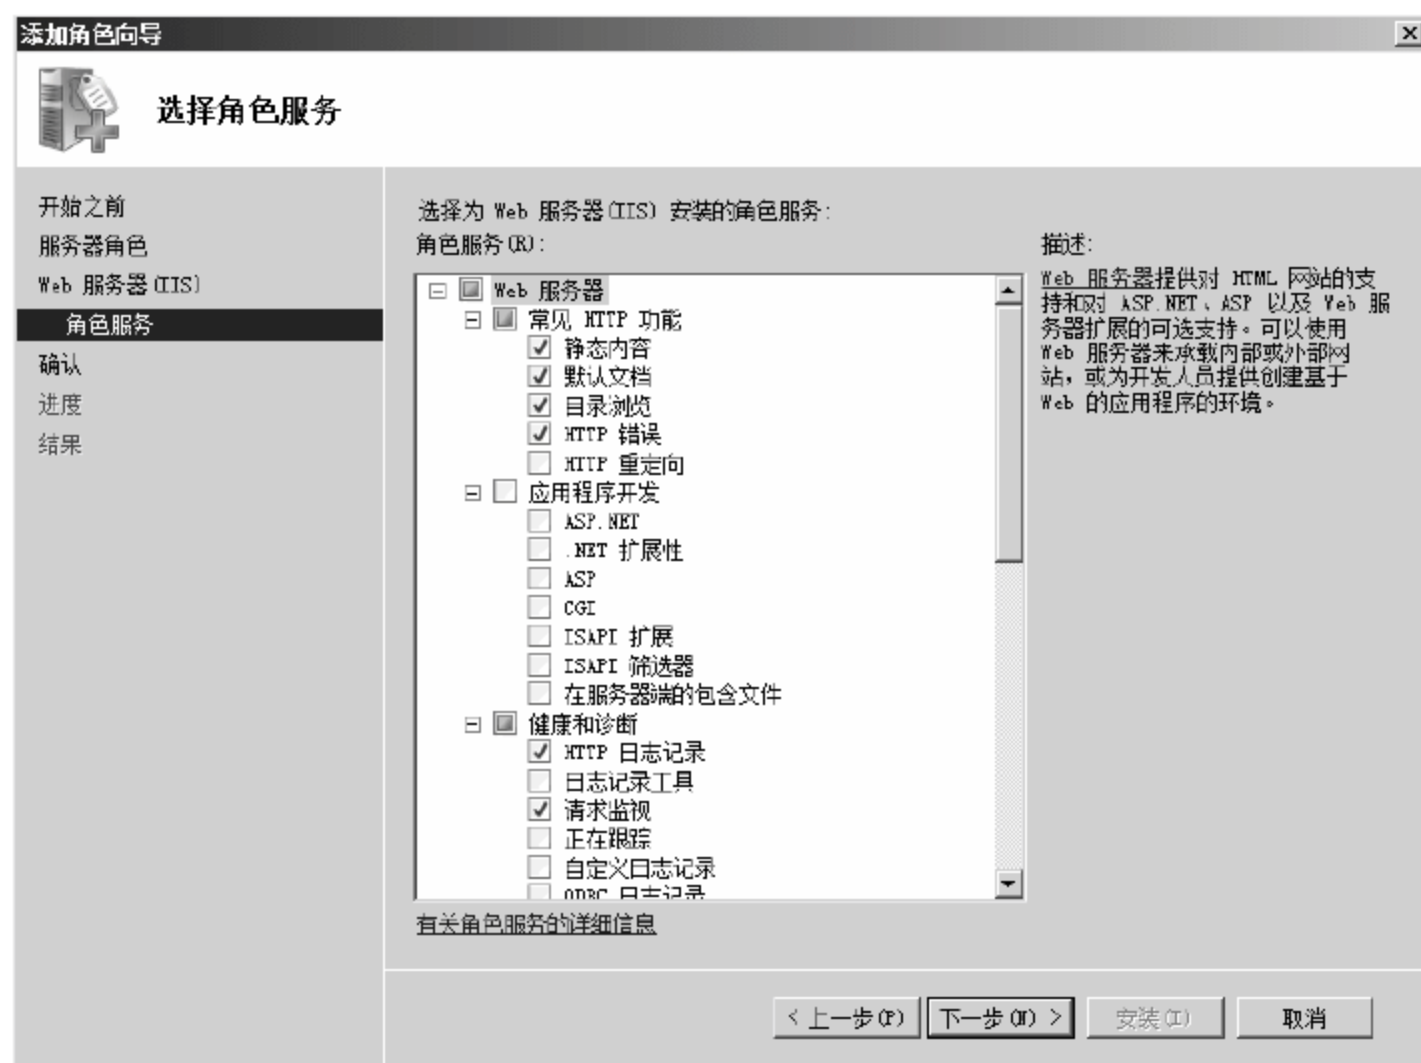 添加角色向导
选择角色服务
开始之前
服务器角色
Web 服务器(IIS)
角色服务
确认
进度
结果
选择为 Web 服务器(IIS) 安装的角色服务:
角色服务(R):
Web 服务器
常见 HTTP 功能
静态内容
默认文档
目录浏览
HTTP 错误
HTTP 重定向
应用程序开发
ASP.NET
.NET 扩展性
ASP
CGI
ISAPI 扩展
ISAPI 筛选器
在服务器端的包含文件
健康和诊断
HTTP 日志记录
日志记录工具
请求监视
正在跟踪
自定义日志记录
ODBC 日志记录
有关角色服务的详细信息
描述:
Web 服务器提供对 HTML 网站的支
持和对 ASP.NET、ASP 以及 Web 服
务器扩展的可选支持。可以使用
Web 服务器来承载内部或外部网
站，或为开发人员提供创建基于
Web 的应用程序的环境。
< 上一步(P)
下一步(N) >
安装(I)
取消